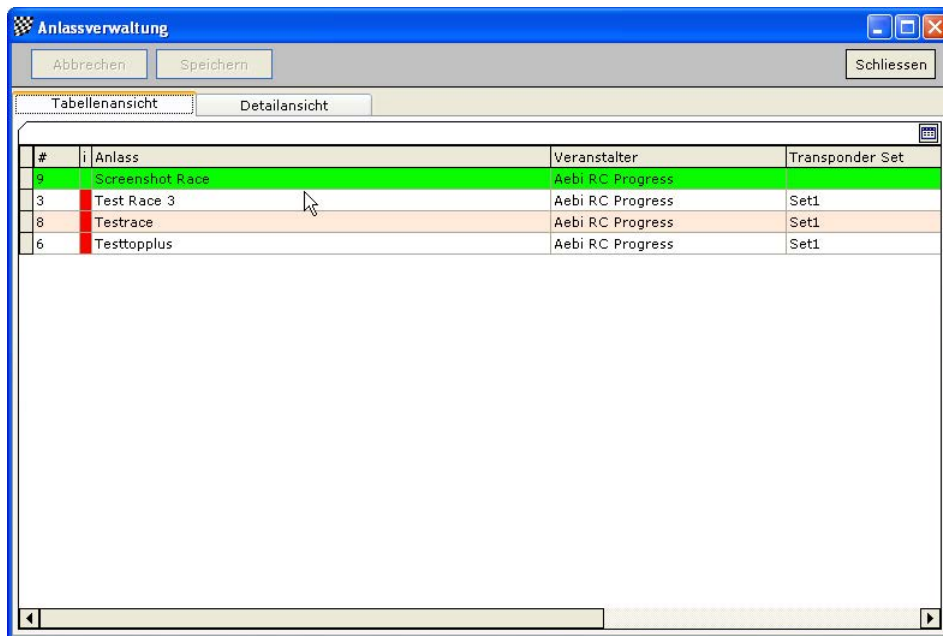 Anlassverwaltung
Abbrechen Speichern Schliessen
Tabellenansicht Detailansicht
# i Anlass Veranstalter Transponder Set
9 Screenshot Race Aebi RC Progress
3 Test Race 3 Aebi RC Progress Set1
8 Testrace Aebi RC Progress Set1
6 Testtopplus Aebi RC Progress Set1